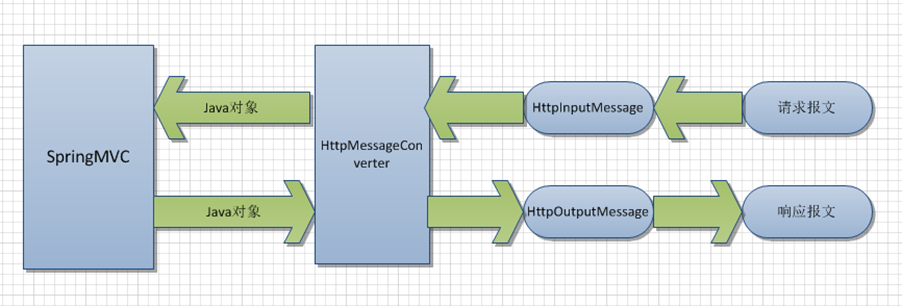 SpringMVC
Java对象
HttpMessageCon
verter
HttpInputMessage
请求报文
Java对象
HttpOutputMessage
响应报文